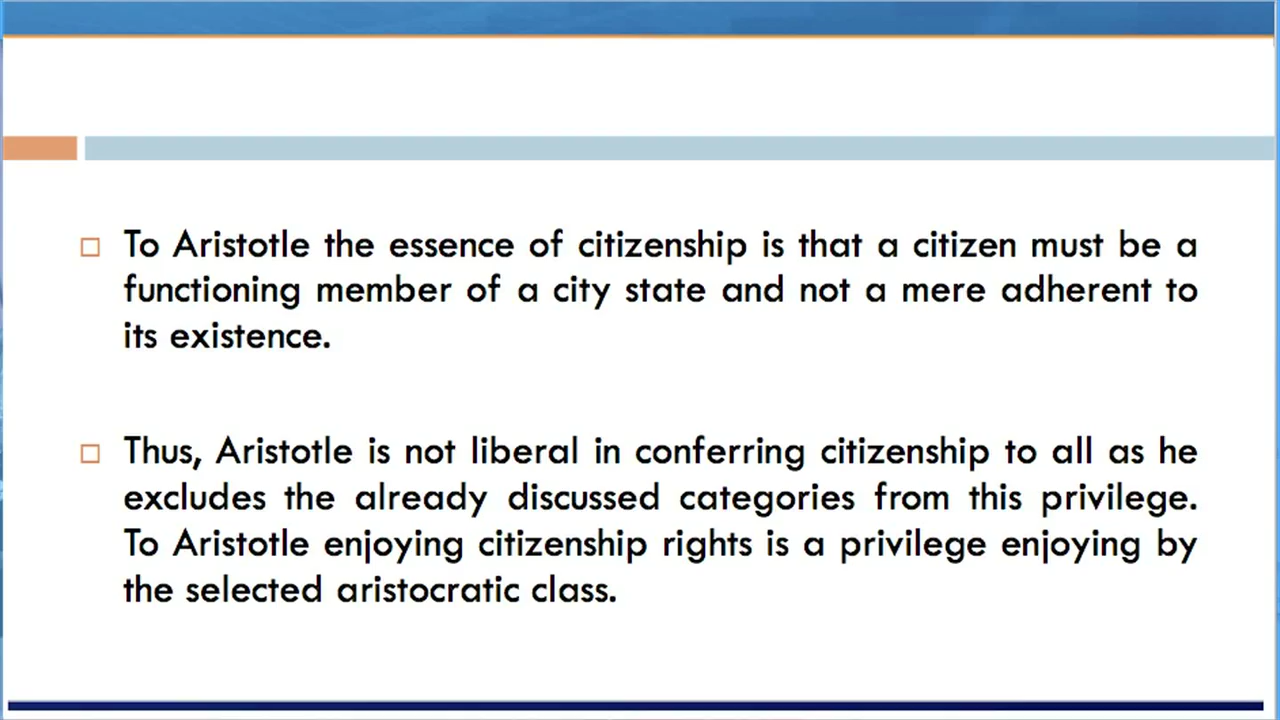 To Aristotle the essence of citizenship is that a citizen must be a
functioning member of a city state and not a mere adherent to
its existence.
Thus, Aristotle is not liberal in conferring citizenship to all as he
excludes the already discussed categories from this privilege.
To Aristotle enjoying citizenship rights is a privilege enjoying by
the selected aristocratic class.